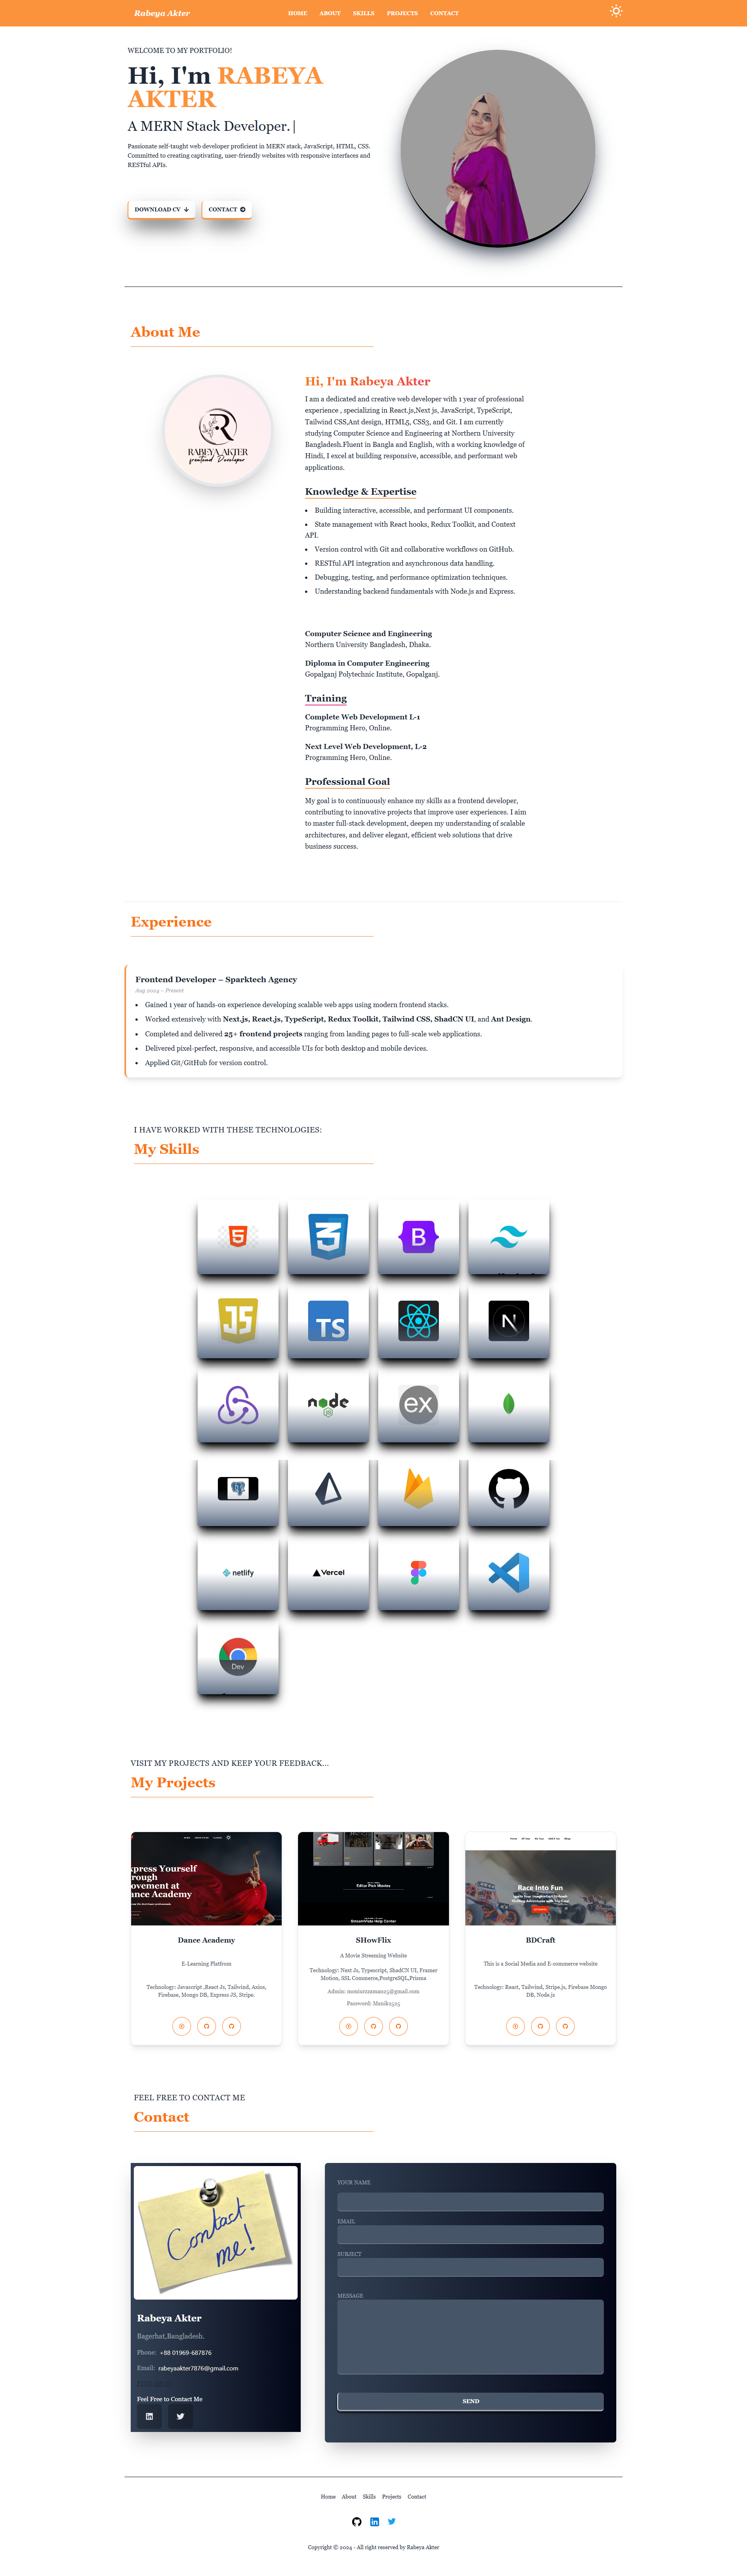 Rabeya Akter
HOME ABOUT SKILLS PROJECTS CONTACT
WELCOME TO MY PORTFOLIO!
Hi, I'm RABEYA
AKTER
A MERN Stack Developer.|
Passionate self-taught web developer proficient in MERN stack, JavaScript, HTML, CSS.
Committed to creating captivating, user-friendly websites with responsive interfaces and
RESTful APIs.
DOWNLOAD CV
CONTACT
About Me
RABEYA AKTER
frontend Developer
Hi, I'm Rabeya Akter
I am a dedicated and creative web developer with 1 year of professional
experience , specializing in React.js,Next js, JavaScript, TypeScript,
Tailwind CSS,Ant design, HTML5, CSS3, and Git. I am currently
studying Computer Science and Engineering at Northern University
Bangladesh.Fluent in Bangla and English, with a working knowledge of
Hindi, I excel at building responsive, accessible, and performant web
applications.
Knowledge & Expertise
• Building interactive, accessible, and performant UI components.
• State management with React hooks, Redux Toolkit, and Context
API.
• Version control with Git and collaborative workflows on GitHub.
• RESTful API integration and asynchronous data handling.
• Debugging, testing, and performance optimization techniques.
• Understanding backend fundamentals with Node.js and Express.
Computer Science and Engineering
Northern University Bangladesh, Dhaka.
Diploma in Computer Engineering
Gopalganj Polytechnic Institute, Gopalganj.
Training
Complete Web Development L-1
Programming Hero, Online.
Next Level Web Development, L-2
Programming Hero, Online.
Professional Goal
My goal is to continuously enhance my skills as a frontend developer,
contributing to innovative projects that improve user experiences. I aim
to master full-stack development, deepen my understanding of scalable
architectures, and deliver elegant, efficient web solutions that drive
business success.
Experience
Frontend Developer – Sparktech Agency
Aug 2024 – Present
• Gained 1 year of hands-on experience developing scalable web apps using modern frontend stacks.
• Worked extensively with Next.js, React.js, TypeScript, Redux Toolkit, Tailwind CSS, ShadCN UI, and Ant Design.
• Completed and delivered 25+ frontend projects ranging from landing pages to full-scale web applications.
• Delivered pixel-perfect, responsive, and accessible UIs for both desktop and mobile devices.
• Applied Git/GitHub for version control.
I HAVE WORKED WITH THESE TECHNOLOGIES:
My Skills
5 3 B
JS TS N
node JS ex
netlify Vercel
Dev
VISIT MY PROJECTS AND KEEP YOUR FEEDBACK...
My Projects
xpress Yourself
rough
ovement at
nce Academy
Editor Pick Movies
Race Into Fun
Dance Academy
E-Learning Platfrom
Technology: Javascript ,React Js, Tailwind, Axios,
Firebase, Mongo DB, Express JS, Stripe.
SHowFlix
A Movie Streeming Website
Technology: Next Js, Typescript, ShadCN UI, Framer
Motion, SSL Commerce,PostgreSQL,Prisma
Admin: moniurzaman25@gmail.com
Password: Manik2525
BDCraft
This is a Social Media and E-commerce website
Technology: React, Tailwind, Stripe.js, Firebase Mongo
DB, Node.js
FEEL FREE TO CONTACT ME
Contact
Contact
me!
Rabeya Akter
Bagerhat,Bangladesh.
Phone: +88 01969-687876
Email: rabeyaakter7876@gmail.com
Feel Free to Contact Me
YOUR NAME
EMAIL
SUBJECT
MESSAGE
SEND
Home About Skills Projects Contact
Copyright © 2024 - All right reserved by Rabeya Akter